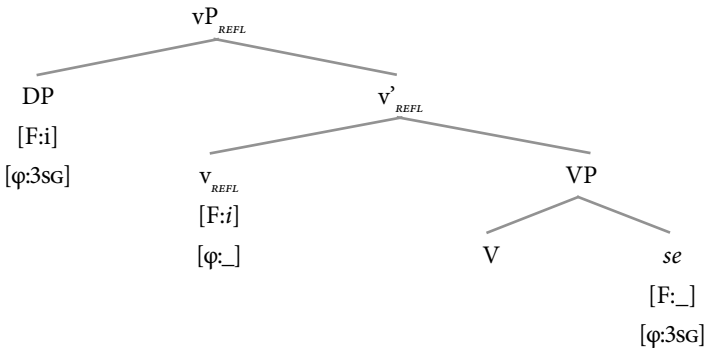 vP_REFL
DP
v’_REFL
[F:i]
[φ:3SG]
v_REFL
VP
[F:i]
[φ:_]
V
se
[F:_]
[φ:3SG]